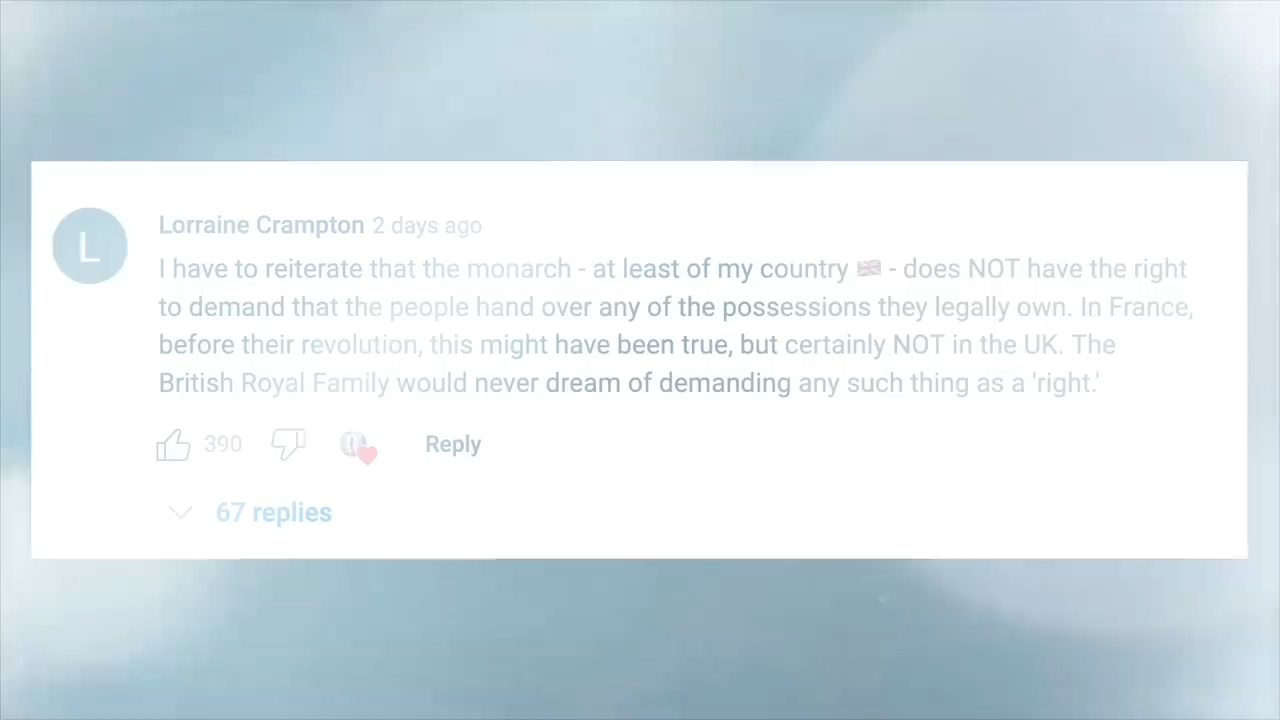 L
Lorraine Crampton 2 days ago
I have to reiterate that the monarch - at least of my country 🇬🇧 - does NOT have the right
to demand that the people hand over any of the possessions they legally own. In France,
before their revolution, this might have been true, but certainly NOT in the UK. The
British Royal Family would never dream of demanding any such thing as a 'right.'
390 Reply
67 replies